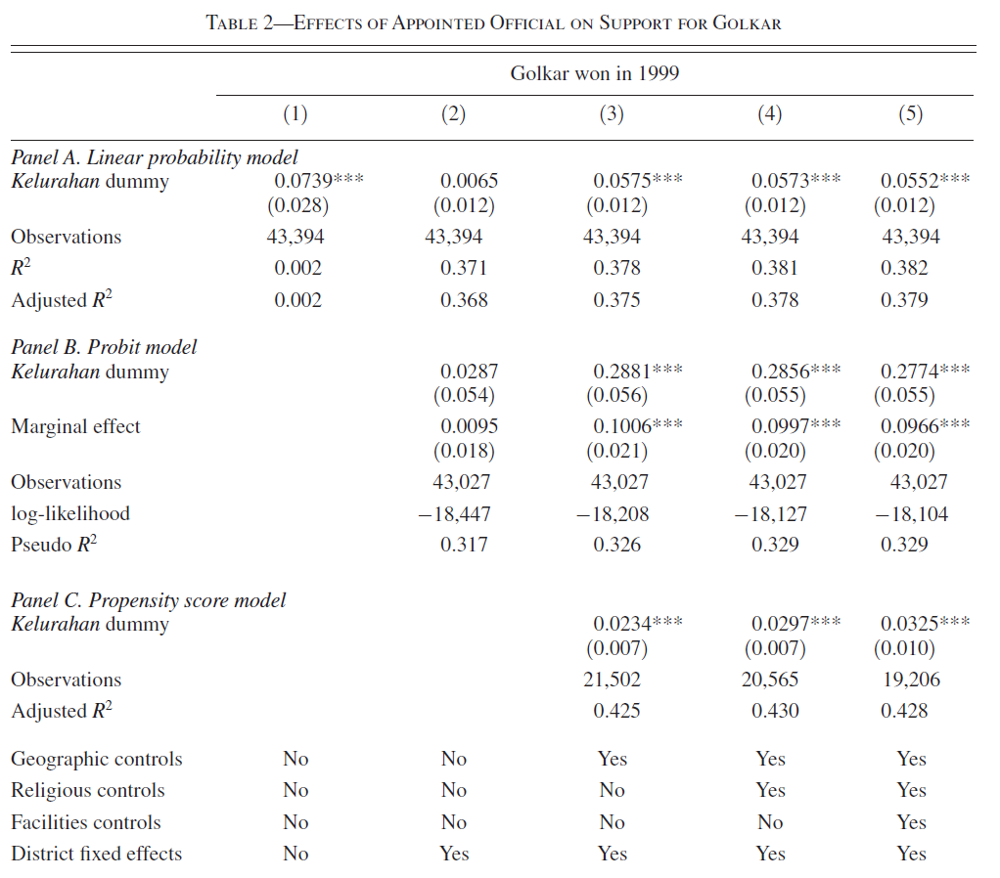 TABLE 2—EFFECTS OF APPOINTED OFFICIAL ON SUPPORT FOR GOLKAR
Golkar won in 1999
(1) (2) (3) (4) (5)
Panel A. Linear probability model
Kelurahan dummy 0.0739*** 0.0065 0.0575*** 0.0573*** 0.0552***
(0.028) (0.012) (0.012) (0.012) (0.012)
Observations 43,394 43,394 43,394 43,394 43,394
R² 0.002 0.371 0.378 0.381 0.382
Adjusted R² 0.002 0.368 0.375 0.378 0.379
Panel B. Probit model
Kelurahan dummy 0.0287 0.2881*** 0.2856*** 0.2774***
(0.054) (0.056) (0.055) (0.055)
Marginal effect 0.0095 0.1006*** 0.0997*** 0.0966***
(0.018) (0.021) (0.020) (0.020)
Observations 43,027 43,027 43,027 43,027
log-likelihood −18,447 −18,208 −18,127 −18,104
Pseudo R² 0.317 0.326 0.329 0.329
Panel C. Propensity score model
Kelurahan dummy 0.0234*** 0.0297*** 0.0325***
(0.007) (0.007) (0.010)
Observations 21,502 20,565 19,206
Adjusted R² 0.425 0.430 0.428
Geographic controls No No Yes Yes Yes
Religious controls No No No Yes Yes
Facilities controls No No No No Yes
District fixed effects No Yes Yes Yes Yes